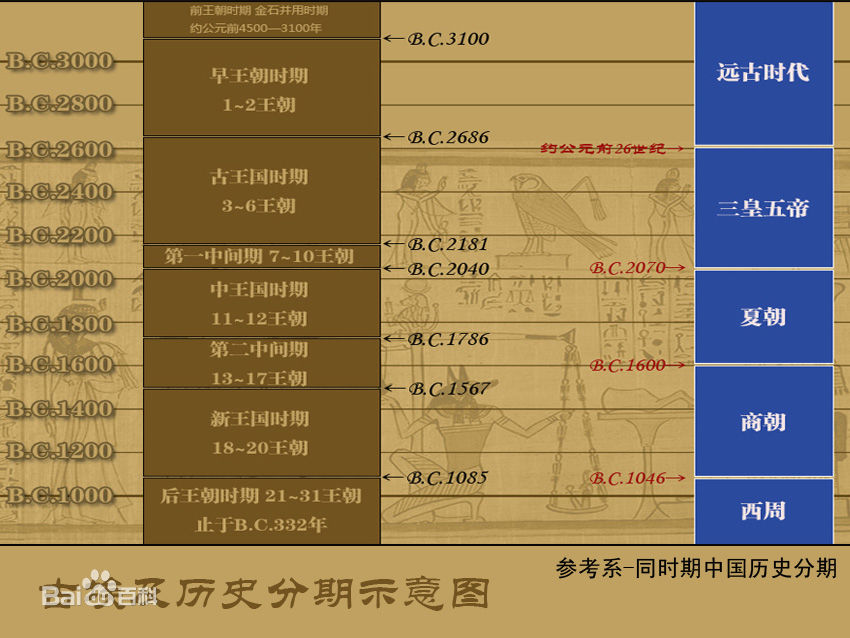 前王朝时期 金石并用时期
约公元前4500—3100年
B.C.3100
B.C.3000
早王朝时期
1~2王朝
远古时代
B.C.2800
B.C.2686
B.C.2600
约公元前26世纪
古王国时期
3~6王朝
三皇五帝
B.C.2400
B.C.2200
B.C.2181
第一中间期 7~10王朝
B.C.2040
B.C.2070
B.C.2000
中王国时期
11~12王朝
夏朝
B.C.1800
B.C.1786
第二中间期
13~17王朝
B.C.1600
B.C.1600
B.C.1567
B.C.1400
新王国时期
18~20王朝
商朝
B.C.1200
B.C.1085
B.C.1046
B.C.1000
后王朝时期 21~31王朝
止于B.C.332年
西周
参考系-同时期中国历史分期
古埃及历史分期示意图
Bai百科